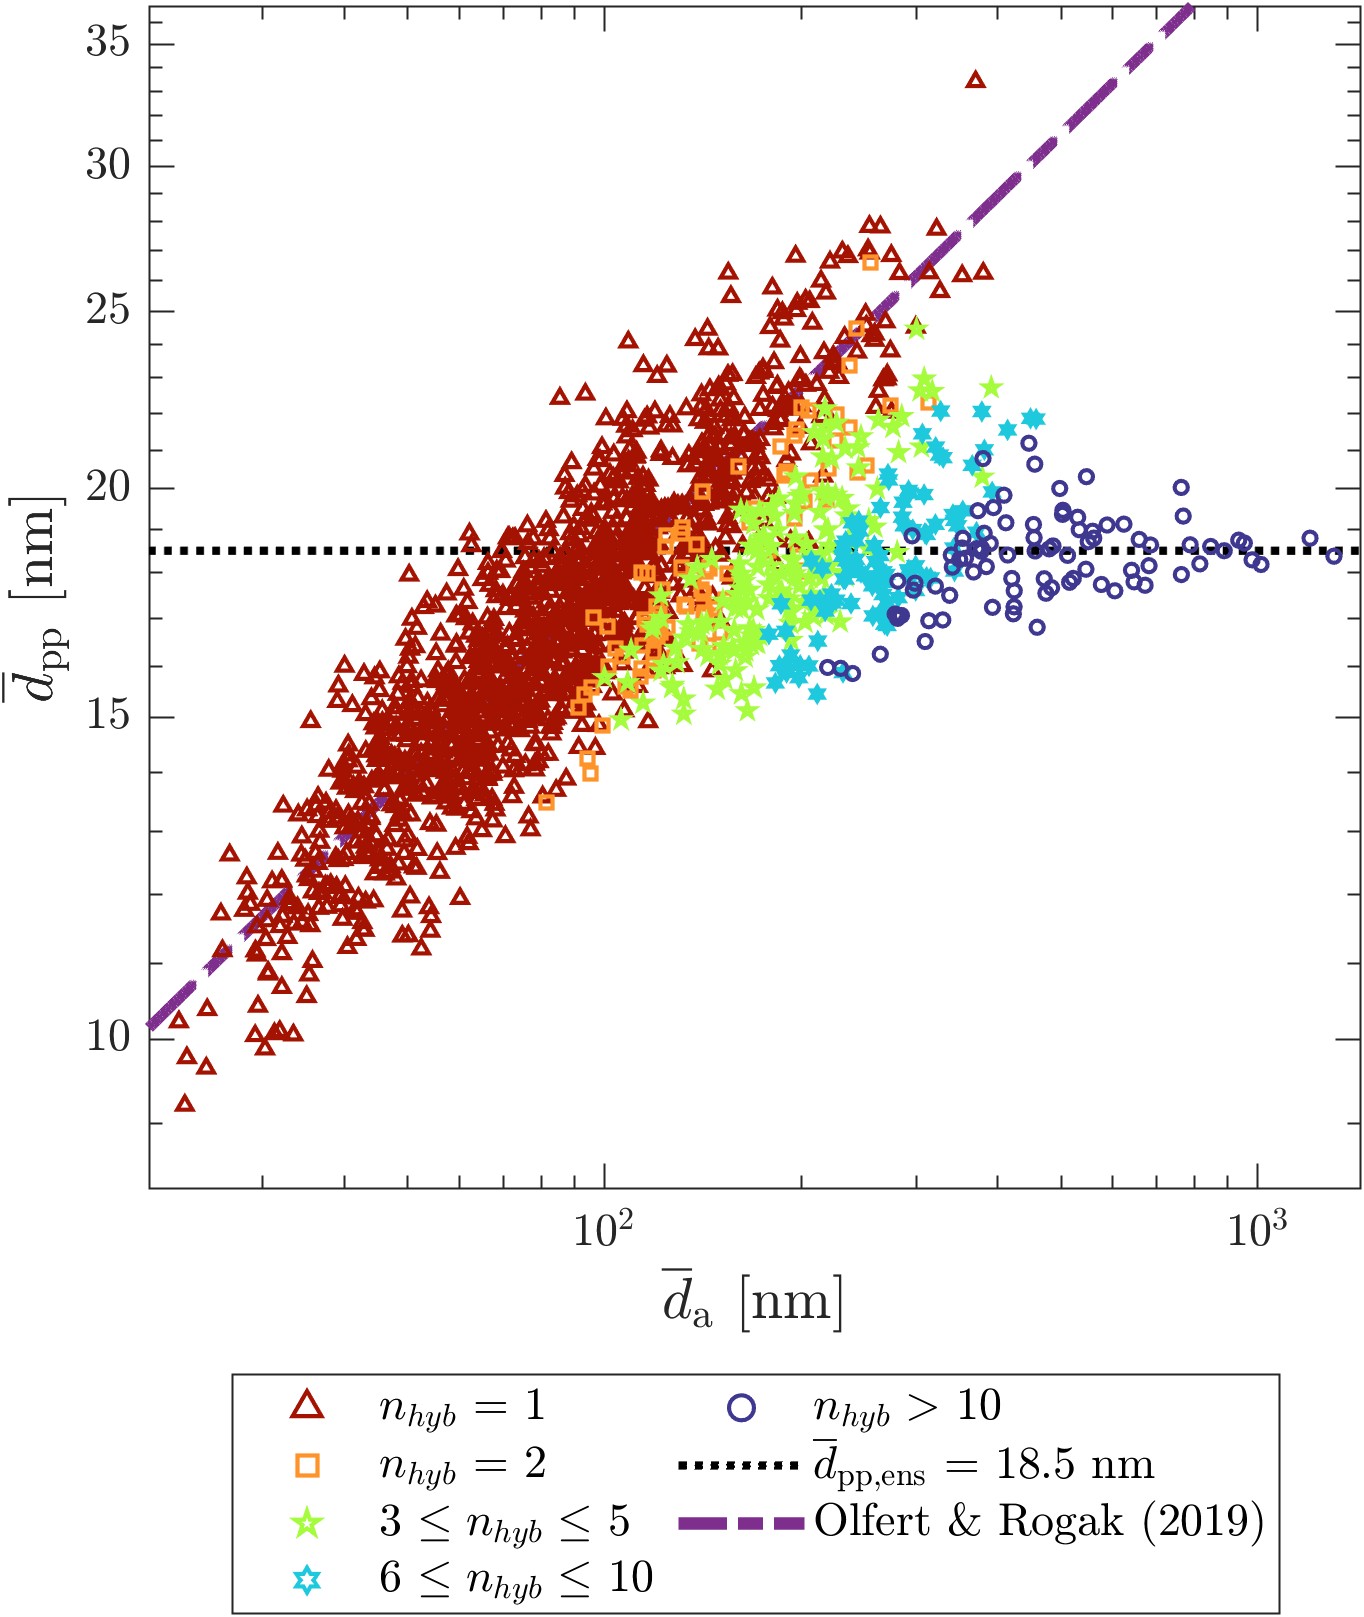 35
30
25
20
15
10
d̅pp [nm]
10² 10³
d̅a [nm]
nhyb = 1
nhyb = 2
3 ≤ nhyb ≤ 5
6 ≤ nhyb ≤ 10
nhyb > 10
d̅pp,ens = 18.5 nm
Olfert & Rogak (2019)